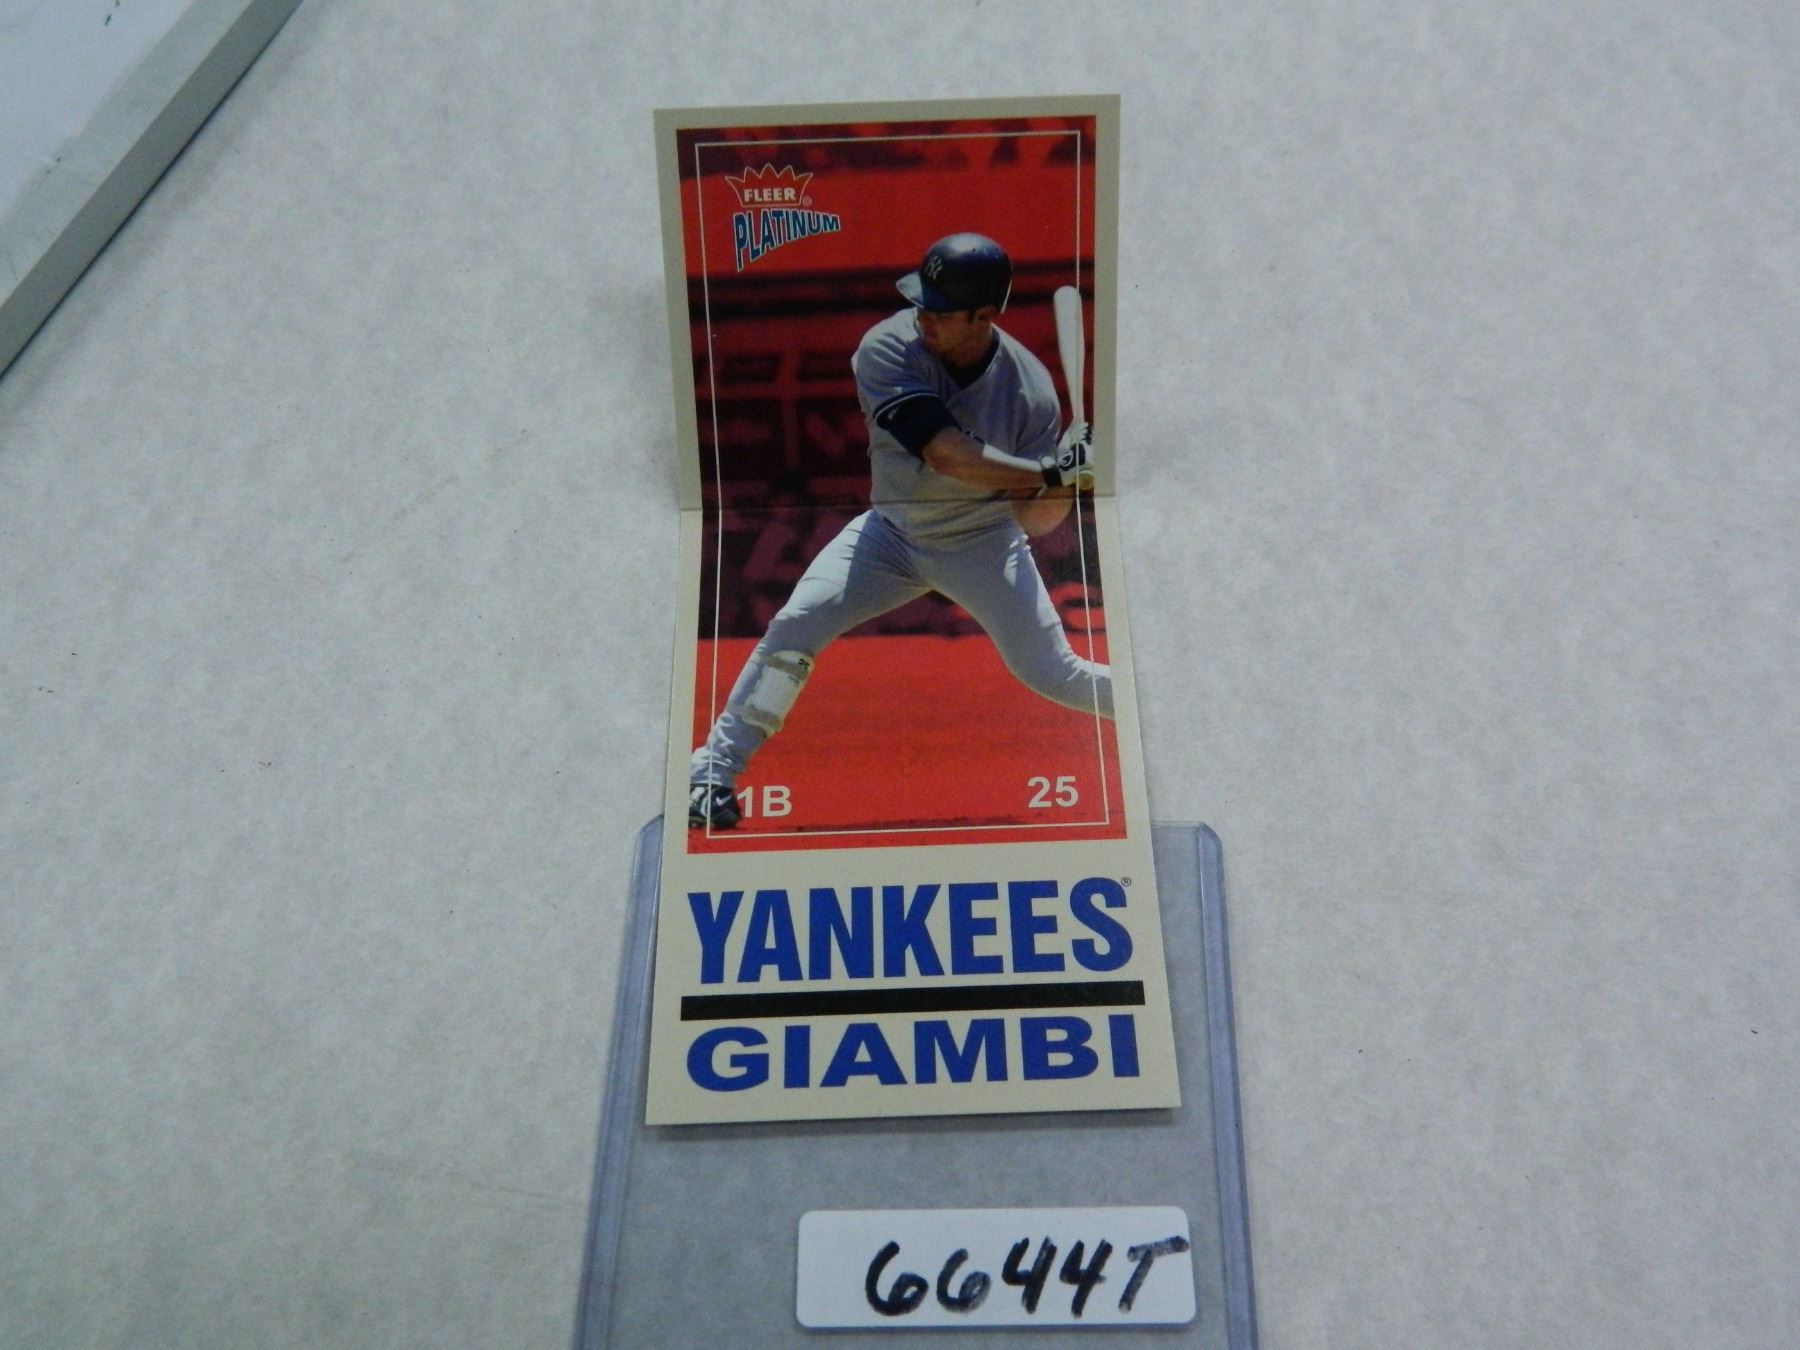 FLEER®
PLATINUM
1B 25
YANKEES®
GIAMBI
6644T